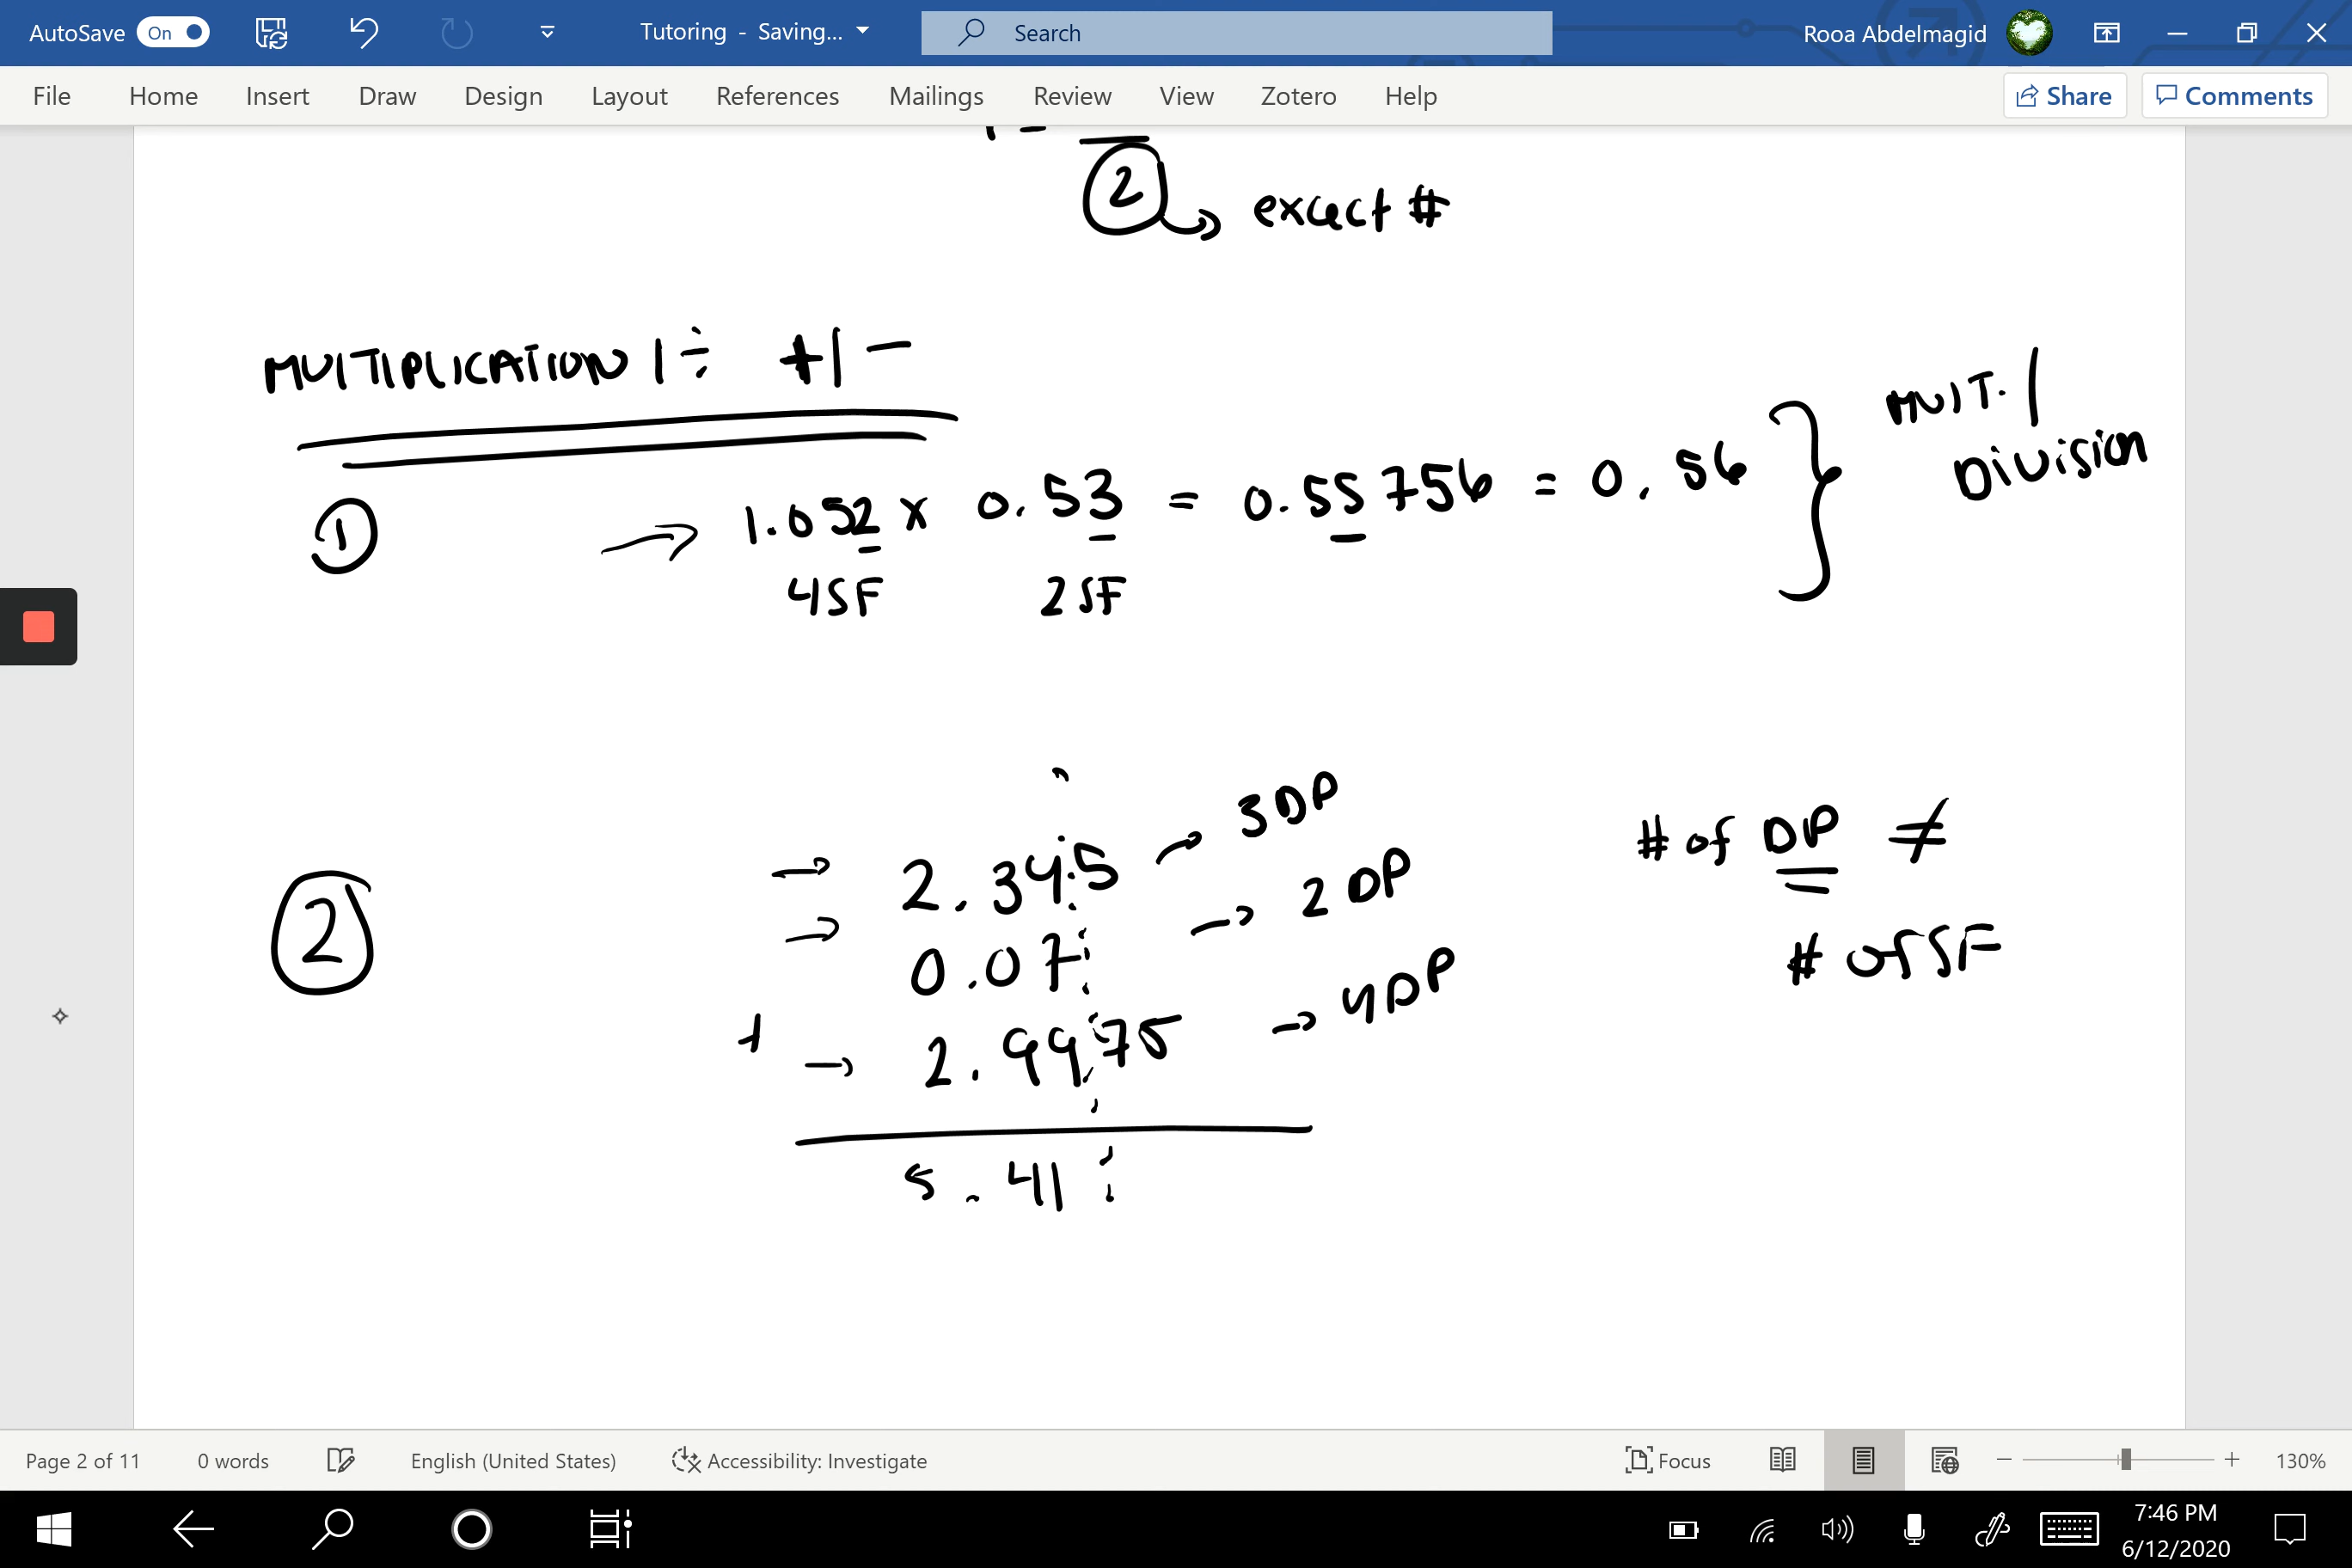 AutoSave On Tutoring - Saving... Search Rooa Abdelmagid
File Home Insert Draw Design Layout References Mailings Review View Zotero Help Share Comments
2 → exact #
MULTIPLICATION / ÷ + / -
MULT. /
Division
① → 1.052 x 0.53 = 0.55756 = 0.56
4SF 2SF
→ 2.345 → 3DP
→ 0.07 → 2DP
+ → 2.9975 → 4DP
5.41
②
# of DP ≠
# of SF
Page 2 of 11 0 words English (United States) Accessibility: Investigate Focus 130%
7:46 PM
6/12/2020